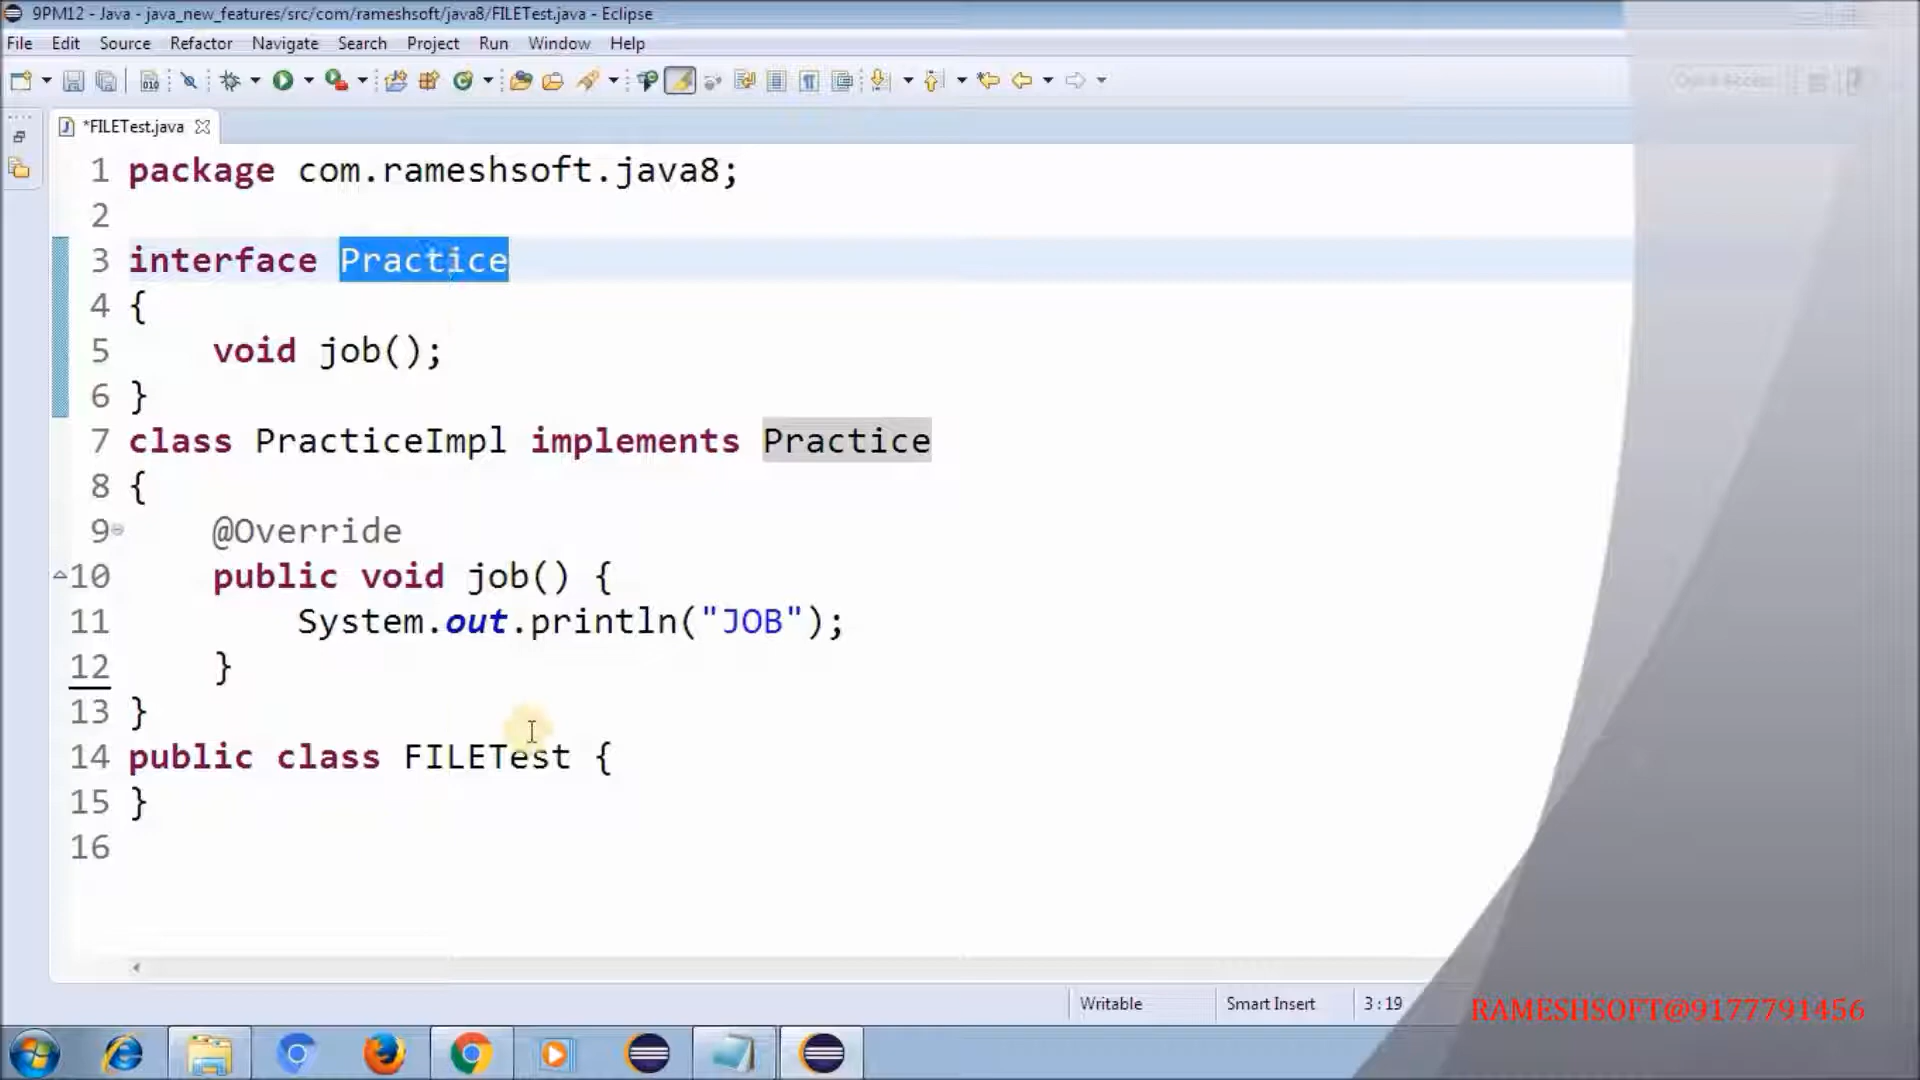 9PM12 - Java - java_new_features/src/com/rameshsoft/java8/FILETest.java - Eclipse
File Edit Source Refactor Navigate Search Project Run Window Help
Quick Access
*FILETest.java
1 package com.rameshsoft.java8;
2
3 interface Practice
4 {
5 void job();
6 }
7 class PracticeImpl implements Practice
8 {
9 @Override
10 public void job() {
11 System.out.println("JOB");
12 }
13 }
14 public class FILETest {
15 }
16
Writable Smart Insert 3 : 19
RAMESHSOFT@9177791456